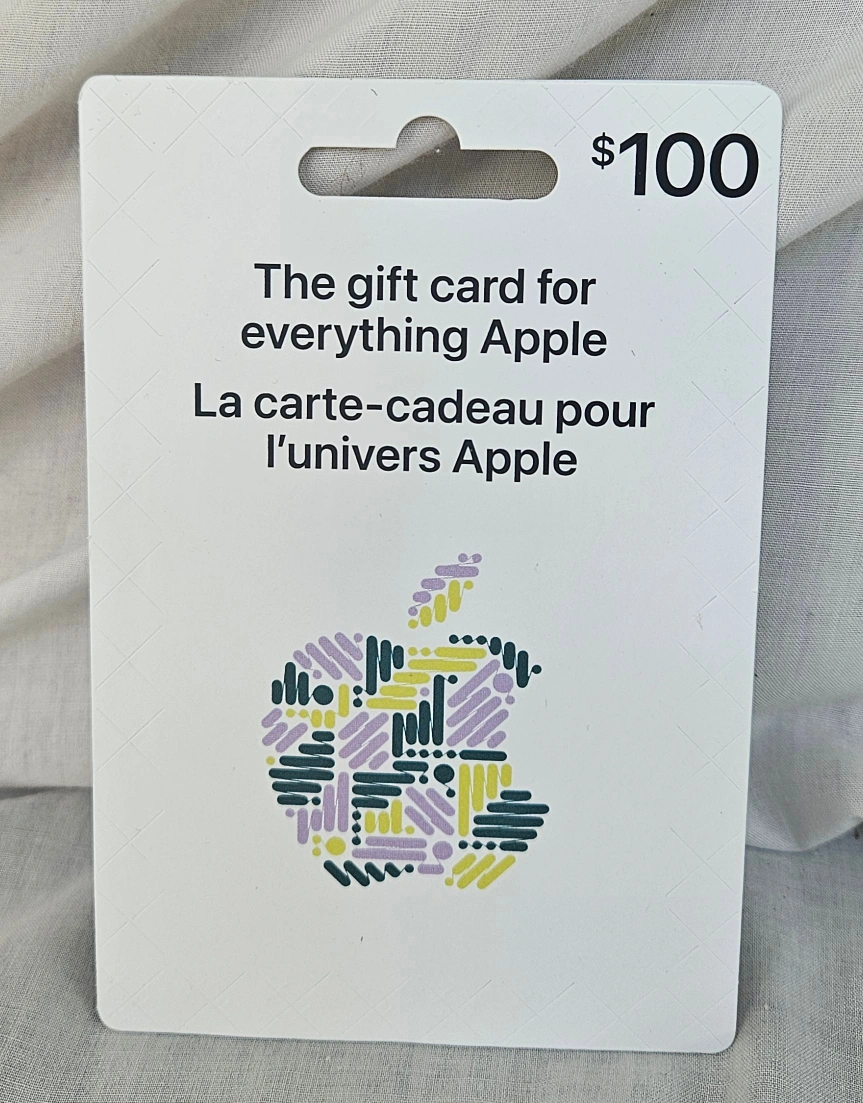 $100
The gift card for
everything Apple
La carte-cadeau pour
l'univers Apple